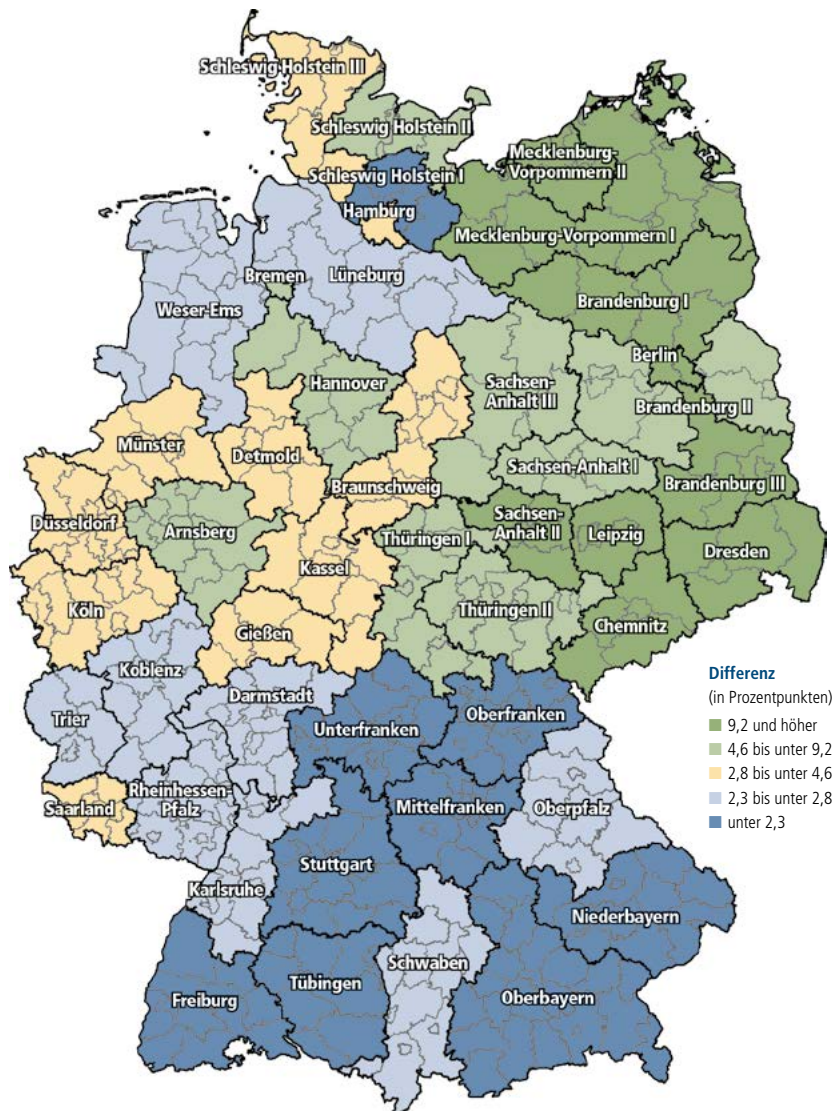 Schleswig Holstein III
Schleswig Holstein II
Mecklenburg-
Vorpommern II
Schleswig Holstein I
Hamburg
Mecklenburg-Vorpommern I
Bremen
Lüneburg
Weser-Ems
Brandenburg I
Berlin
Hannover
Sachsen-
Anhalt III
Brandenburg II
Münster
Detmold
Sachsen-Anhalt I
Braunschweig
Brandenburg III
Düsseldorf
Arnsberg
Thüringen I
Sachsen-
Anhalt II
Leipzig
Dresden
Kassel
Köln
Thüringen II
Chemnitz
Gießen
Koblenz
Darmstadt
Trier
Unterfranken
Oberfranken
Saarland
Rheinhessen-
Pfalz
Mittelfranken
Oberpfalz
Stuttgart
Karlsruhe
Niederbayern
Schwaben
Tübingen
Freiburg
Oberbayern
Differenz
(in Prozentpunkten)
9,2 und höher
4,6 bis unter 9,2
2,8 bis unter 4,6
2,3 bis unter 2,8
unter 2,3